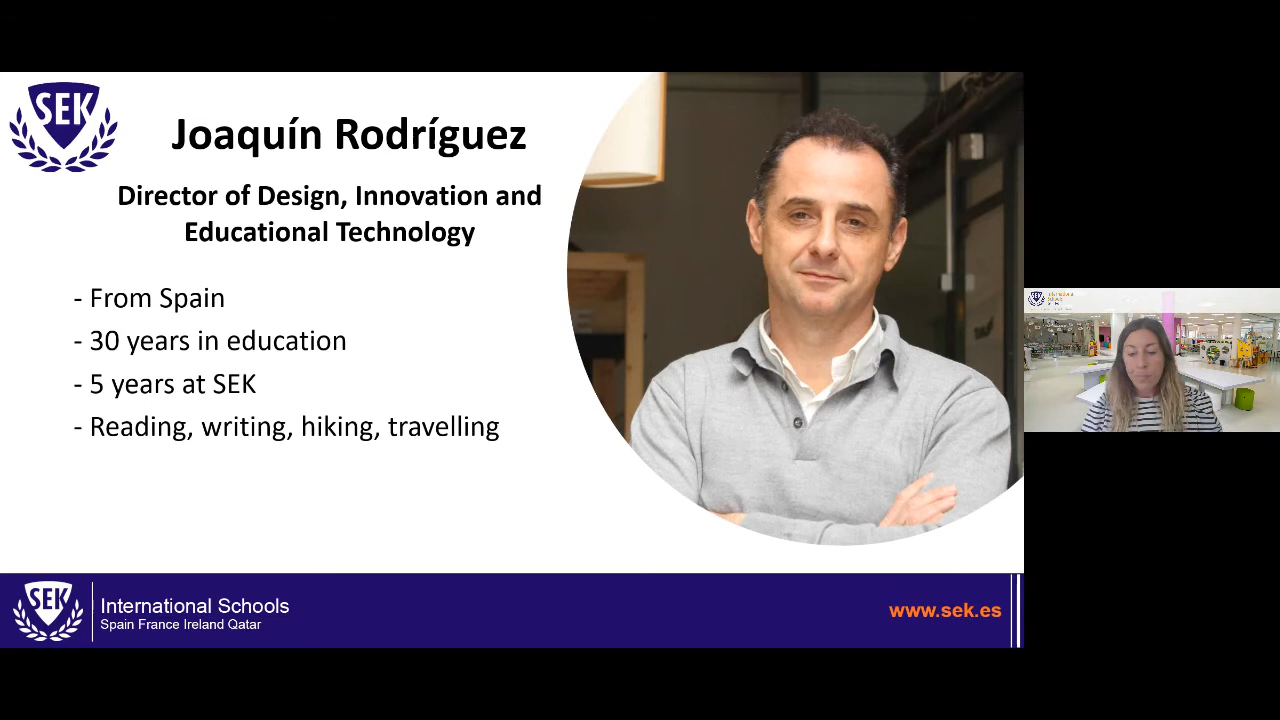 SEK
Joaquín Rodríguez
Director of Design, Innovation and
Educational Technology
- From Spain
- 30 years in education
- 5 years at SEK
- Reading, writing, hiking, travelling
SEK
International Schools
Spain France Ireland Qatar
www.sek.es